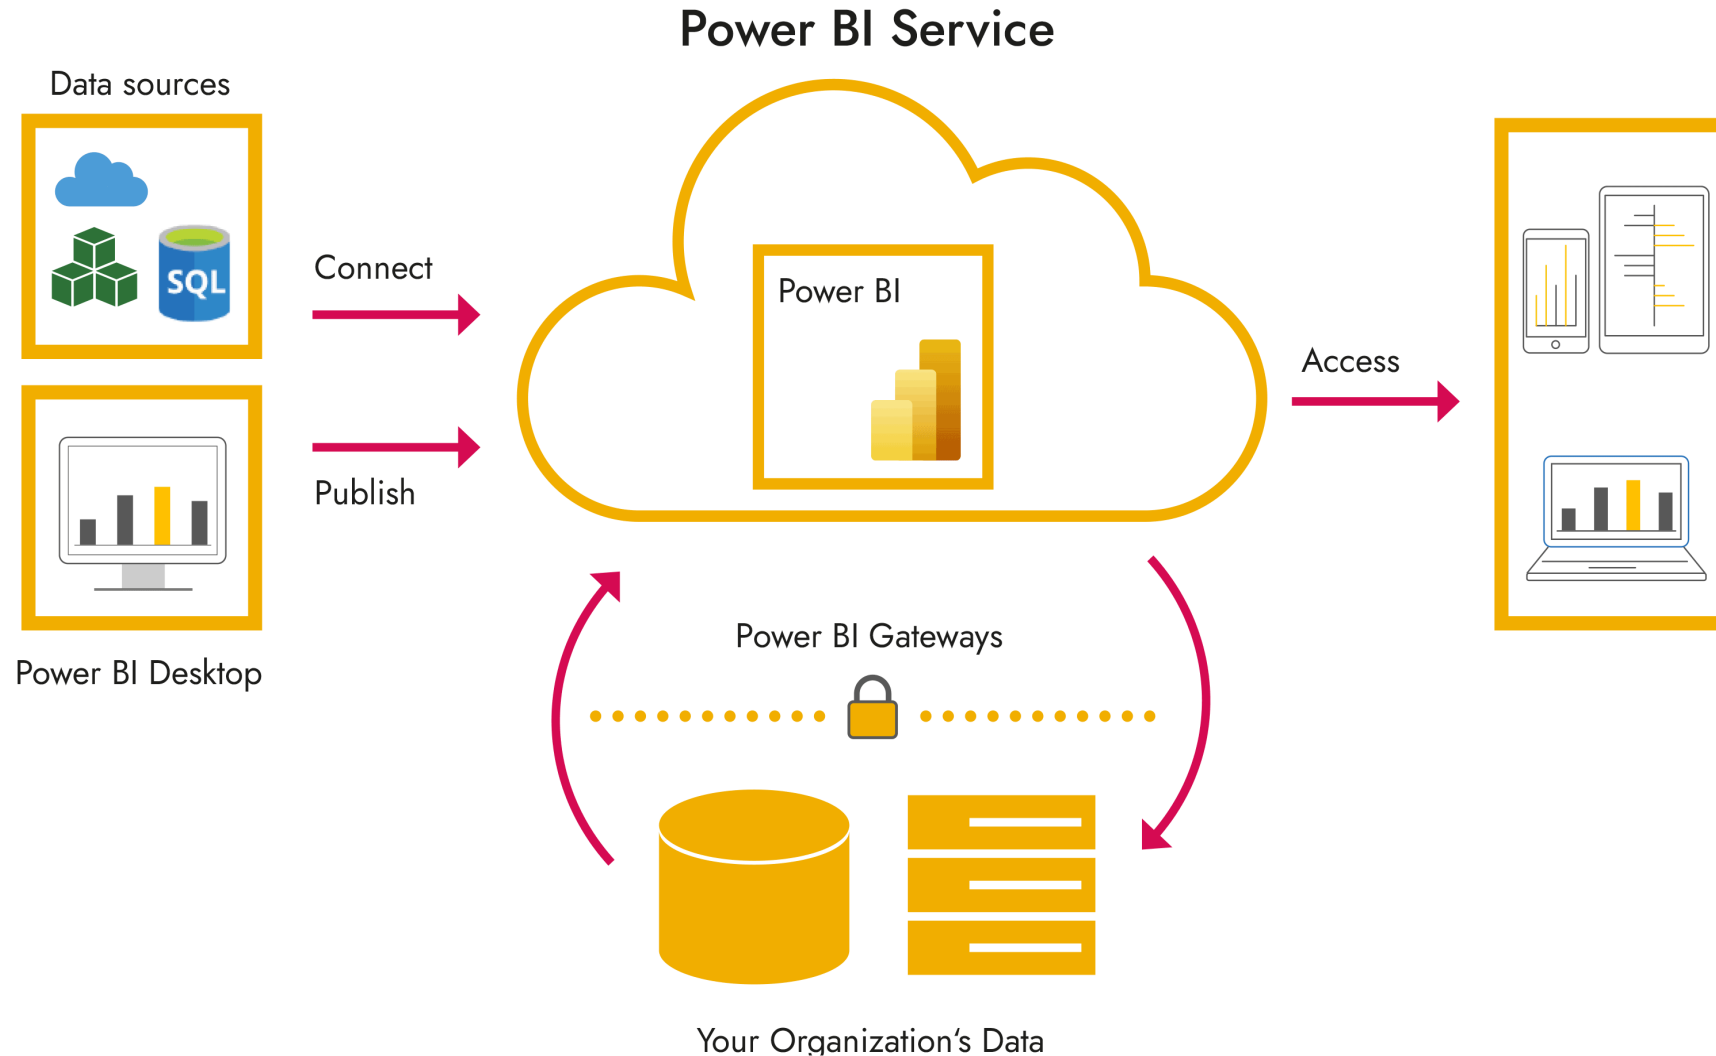 Power BI Service
Data sources
SQL
Connect
Power BI
Access
Publish
Power BI Desktop
Power BI Gateways
Your Organization‘s Data